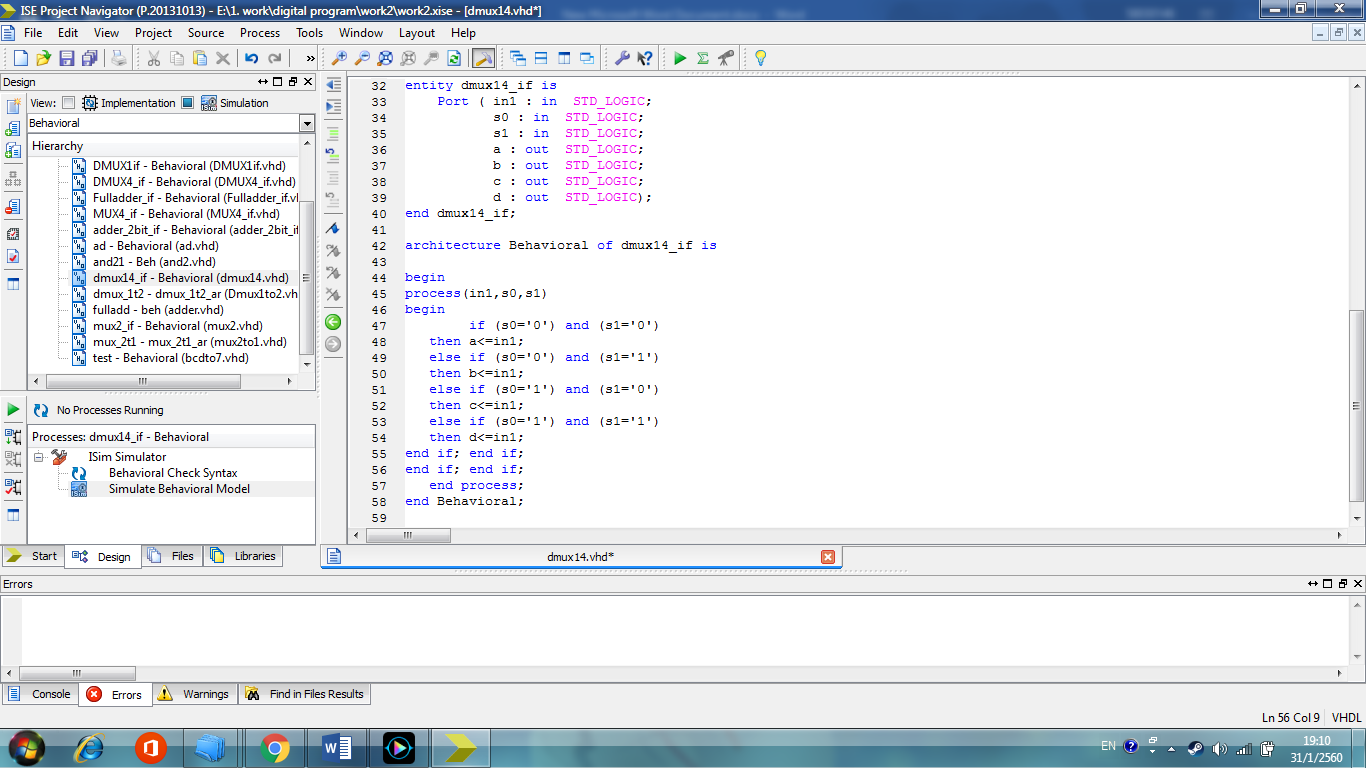 ISE Project Navigator (P.20131013) - E:\1. work\digital program\work2\work2.xise - [dmux14.vhd*]
File Edit View Project Source Process Tools Window Layout Help
Design
View: Implementation Simulation
Behavioral
Hierarchy
DMUX1if - Behavioral (DMUX1if.vhd)
DMUX4_if - Behavioral (DMUX4_if.vhd)
Fulladder_if - Behavioral (Fulladder_if.vl
MUX4_if - Behavioral (MUX4_if.vhd)
adder_2bit_if - Behavioral (adder_2bit_if
ad - Behavioral (ad.vhd)
and21 - Beh (and2.vhd)
dmux14_if - Behavioral (dmux14.vhd)
dmux_1t2 - dmux_1t2_ar (Dmux1to2.vh
fulladd - beh (adder.vhd)
mux2_if - Behavioral (mux2.vhd)
mux_2t1 - mux_2t1_ar (mux2to1.vhd)
test - Behavioral (bcdto7.vhd)
No Processes Running
Processes: dmux14_if - Behavioral
ISim Simulator
Behavioral Check Syntax
Simulate Behavioral Model
Start Design Files Libraries
32 entity dmux14_if is
33 Port ( in1 : in STD_LOGIC;
34 s0 : in STD_LOGIC;
35 s1 : in STD_LOGIC;
36 a : out STD_LOGIC;
37 b : out STD_LOGIC;
38 c : out STD_LOGIC;
39 d : out STD_LOGIC);
40 end dmux14_if;
41
42 architecture Behavioral of dmux14_if is
43
44 begin
45 process(in1,s0,s1)
46 begin
47 if (s0='0') and (s1='0')
48 then a<=in1;
49 else if (s0='0') and (s1='1')
50 then b<=in1;
51 else if (s0='1') and (s1='0')
52 then c<=in1;
53 else if (s0='1') and (s1='1')
54 then d<=in1;
55 end if; end if;
56 end if; end if;
57 end process;
58 end Behavioral;
59
dmux14.vhd*
Errors
Console Errors Warnings Find in Files Results
Ln 56 Col 9 VHDL
EN 19:10
31/1/2560